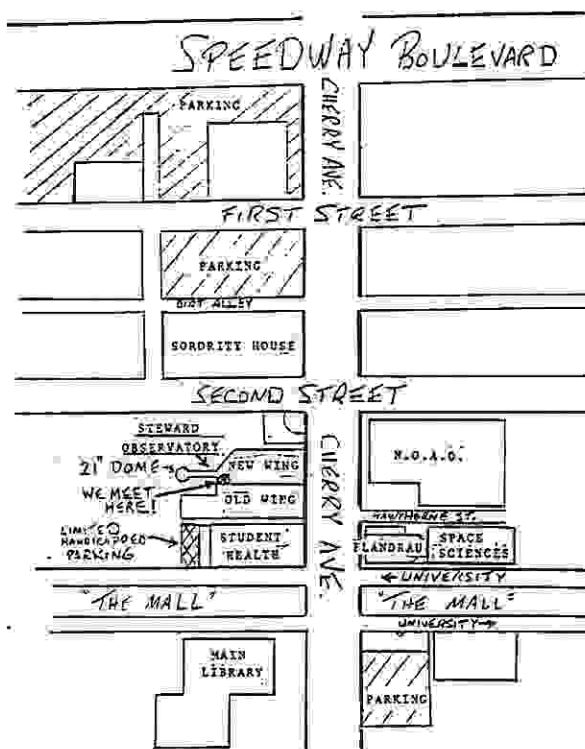 SPEEDWAY BOULEVARD
PARKING
CHERRY AVE.
FIRST STREET
PARKING
DIRT ALLEY
SORORITY HOUSE
SECOND STREET
STEWARD
OBSERVATORY
21" DOME→
NEW WING
WE MEET
HERE!
OLD WING
CHERRY AVE.
N.O.A.O.
HAWTHORNE ST.
LIMITED
HANDICAPPED
PARKING
STUDENT
HEALTH
FLANDRAU
SPACE
SCIENCES
←UNIVERSITY
"THE MALL"
"THE MALL"
UNIVERSITY→
MAIN
LIBRARY
PARKING